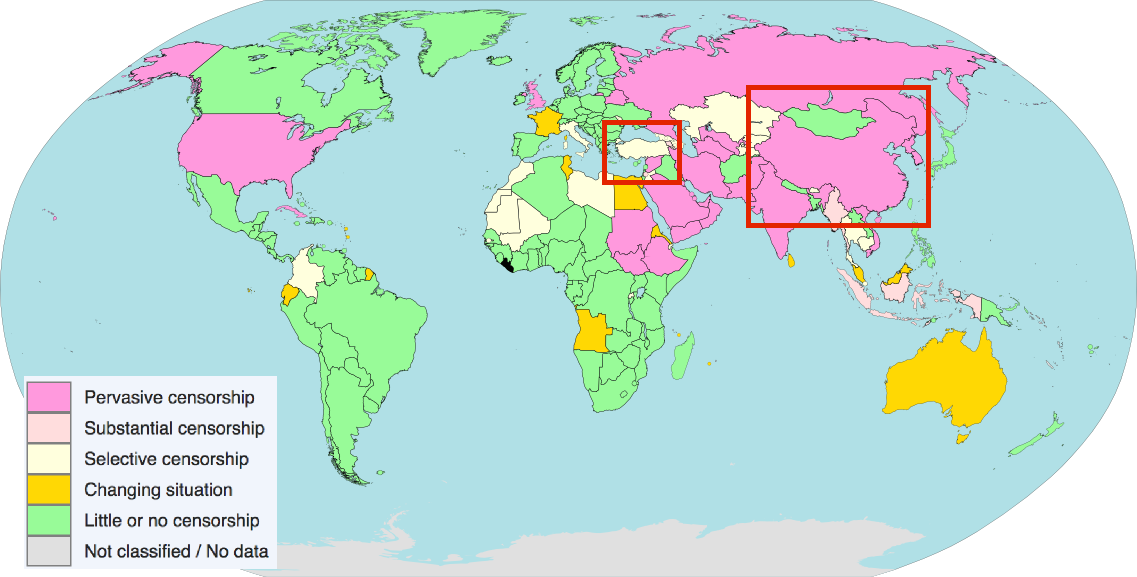 Pervasive censorship
Substantial censorship
Selective censorship
Changing situation
Little or no censorship
Not classified / No data